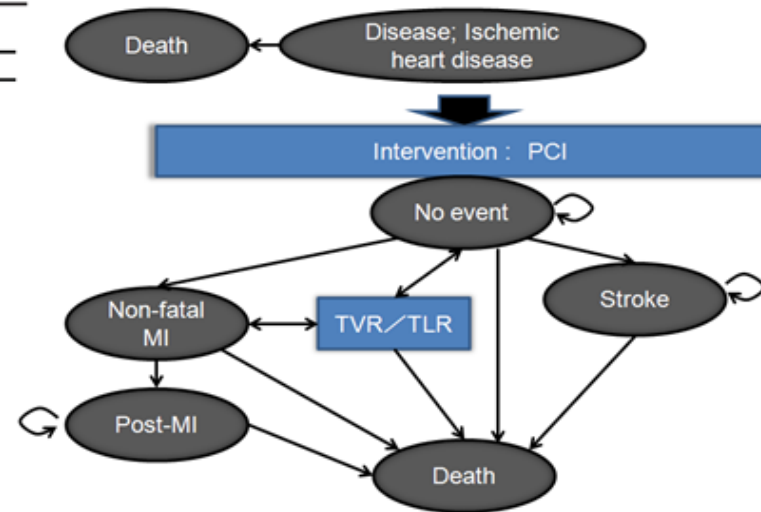 Death
Disease; Ischemic
heart disease
Intervention : PCI
No event
Non-fatal
MI
TVR／TLR
Stroke
Post-MI
Death